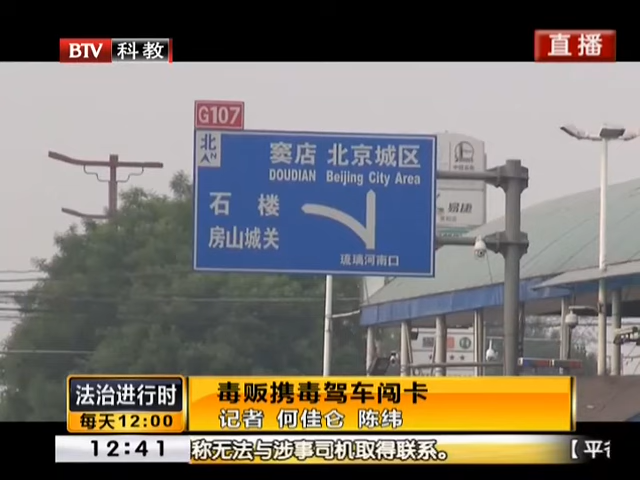 BTV 科教
直播
G107
北
N
窦店 北京城区
DOUDIAN Beijing City Area
石 楼
房山城关
琉璃河南口
易捷
法治进行时
每天12:00
毒贩携毒驾车闯卡
记者 何佳仑 陈纬
12:41
称无法与涉事司机取得联系。
【平